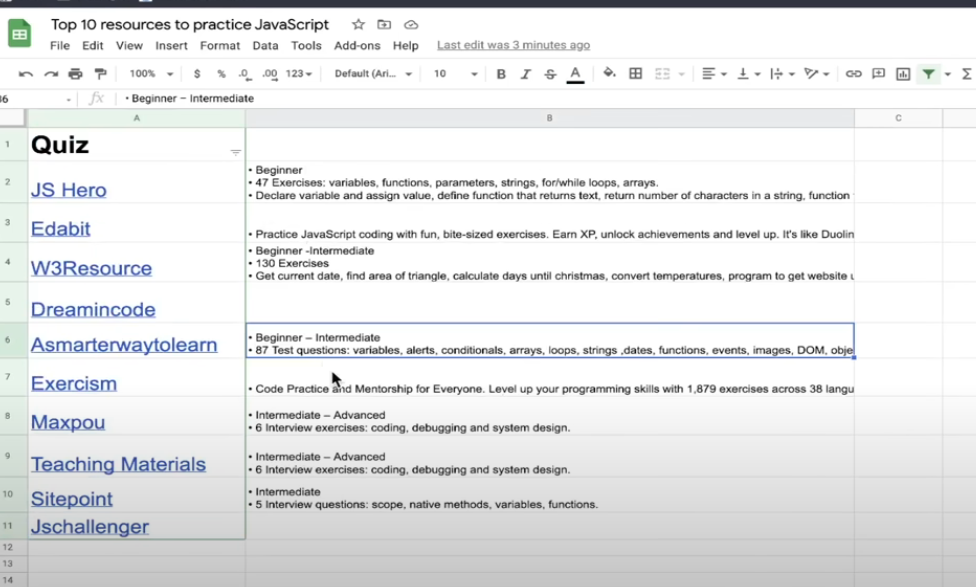 Top 10 resources to practice JavaScript
File Edit View Insert Format Data Tools Add-ons Help Last edit was 3 minutes ago
100% $ % .0 .00 123 Default (Ari... 10 B I S A
fx • Beginner – Intermediate
A B C
1 Quiz
2 JS Hero
• Beginner
• 47 Exercises: variables, functions, parameters, strings, for/while loops, arrays.
• Declare variable and assign value, define function that returns text, return number of characters in a string, function
3 Edabit
• Practice JavaScript coding with fun, bite-sized exercises. Earn XP, unlock achievements and level up. It's like Duolin
4 W3Resource
• Beginner -Intermediate
• 130 Exercises
• Get current date, find area of triangle, calculate days until christmas, convert temperatures, program to get website
5 Dreamincode
6 Asmarterwaytolearn
• Beginner – Intermediate
• 87 Test questions: variables, alerts, conditionals, arrays, loops, strings ,dates, functions, events, images, DOM, obje
7 Exercism
• Code Practice and Mentorship for Everyone. Level up your programming skills with 1,879 exercises across 38 langu
8 Maxpou
• Intermediate – Advanced
• 6 Interview exercises: coding, debugging and system design.
9 Teaching Materials
• Intermediate – Advanced
• 6 Interview exercises: coding, debugging and system design.
10 Sitepoint
• Intermediate
• 5 Interview questions: scope, native methods, variables, functions.
11 Jschallenger
12
13
14